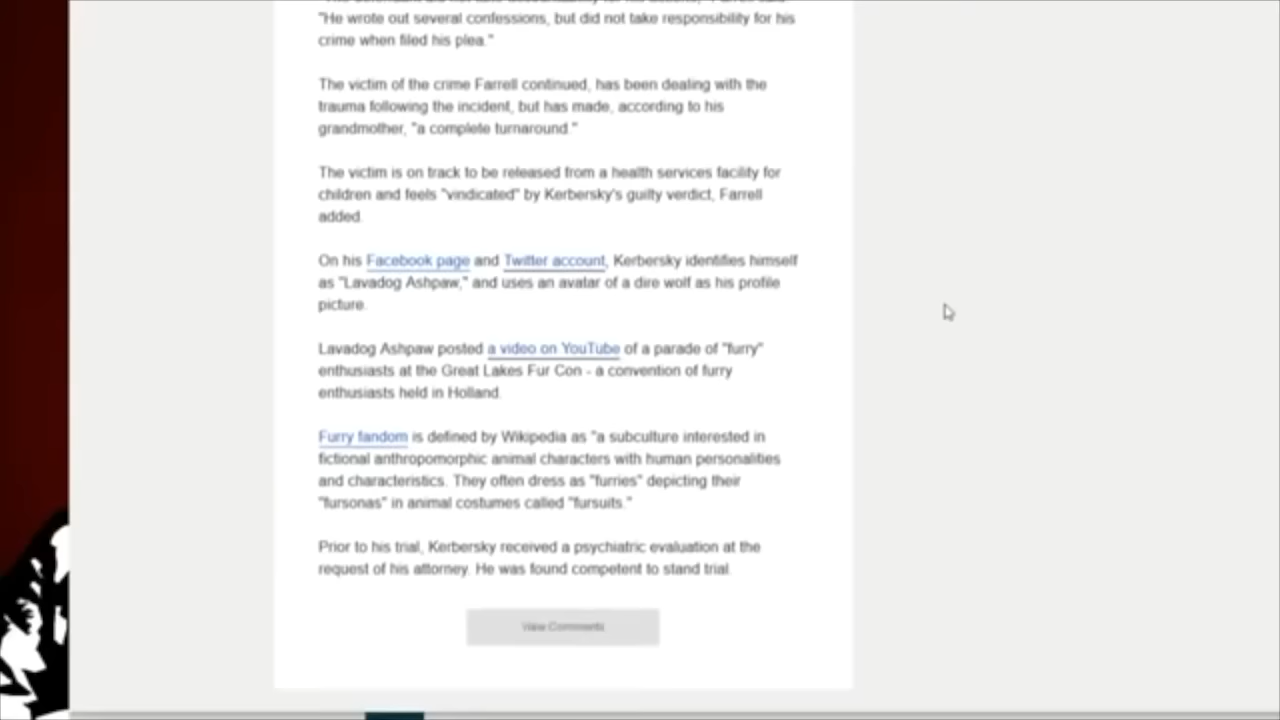 "He wrote out several confessions, but did not take responsibility for his
crime when filed his plea."
The victim of the crime Farrell continued, has been dealing with the
trauma following the incident, but has made, according to his
grandmother, "a complete turnaround."
The victim is on track to be released from a health services facility for
children and feels "vindicated" by Kerbersky's guilty verdict, Farrell
added.
On his Facebook page and Twitter account, Kerbersky identifies himself
as "Lavadog Ashpaw," and uses an avatar of a dire wolf as his profile
picture.
Lavadog Ashpaw posted a video on YouTube of a parade of "furry"
enthusiasts at the Great Lakes Fur Con - a convention of furry
enthusiasts held in Holland.
Furry fandom is defined by Wikipedia as "a subculture interested in
fictional anthropomorphic animal characters with human personalities
and characteristics. They often dress as "furries" depicting their
"fursonas" in animal costumes called "fursuits."
Prior to his trial, Kerbersky received a psychiatric evaluation at the
request of his attorney. He was found competent to stand trial.
View Comments